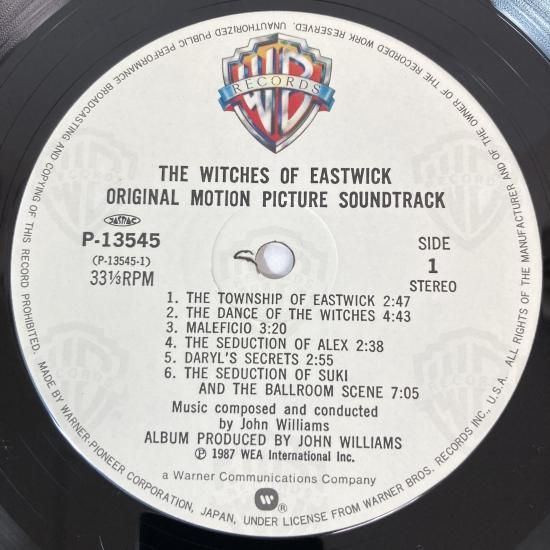 ALL RIGHTS OF THE MANUFACTURER AND OF THE OWNER OF THE RECORDED WORK RESERVED. UNAUTHORIZED PUBLIC PERFORMANCE BROADCASTING AND COPYING OF THIS RECORD PROHIBITED.
WB
RECORDS
THE WITCHES OF EASTWICK
ORIGINAL MOTION PICTURE SOUNDTRACK
JASRAC
P-13545
(P-13545-1)
33⅓RPM
SIDE
1
STEREO
1. THE TOWNSHIP OF EASTWICK 2:47
2. THE DANCE OF THE WITCHES 4:43
3. MALEFICIO 3:20
4. THE SEDUCTION OF ALEX 2:38
5. DARYL'S SECRETS 2:55
6. THE SEDUCTION OF SUKI
AND THE BALLROOM SCENE 7:05
Music composed and conducted
by John Williams
ALBUM PRODUCED BY JOHN WILLIAMS
℗ 1987 WEA International Inc.
a Warner Communications Company
W®
MADE BY WARNER-PIONEER CORPORATION, JAPAN, UNDER LICENSE FROM WARNER BROS. RECORDS INC., U.S.A.